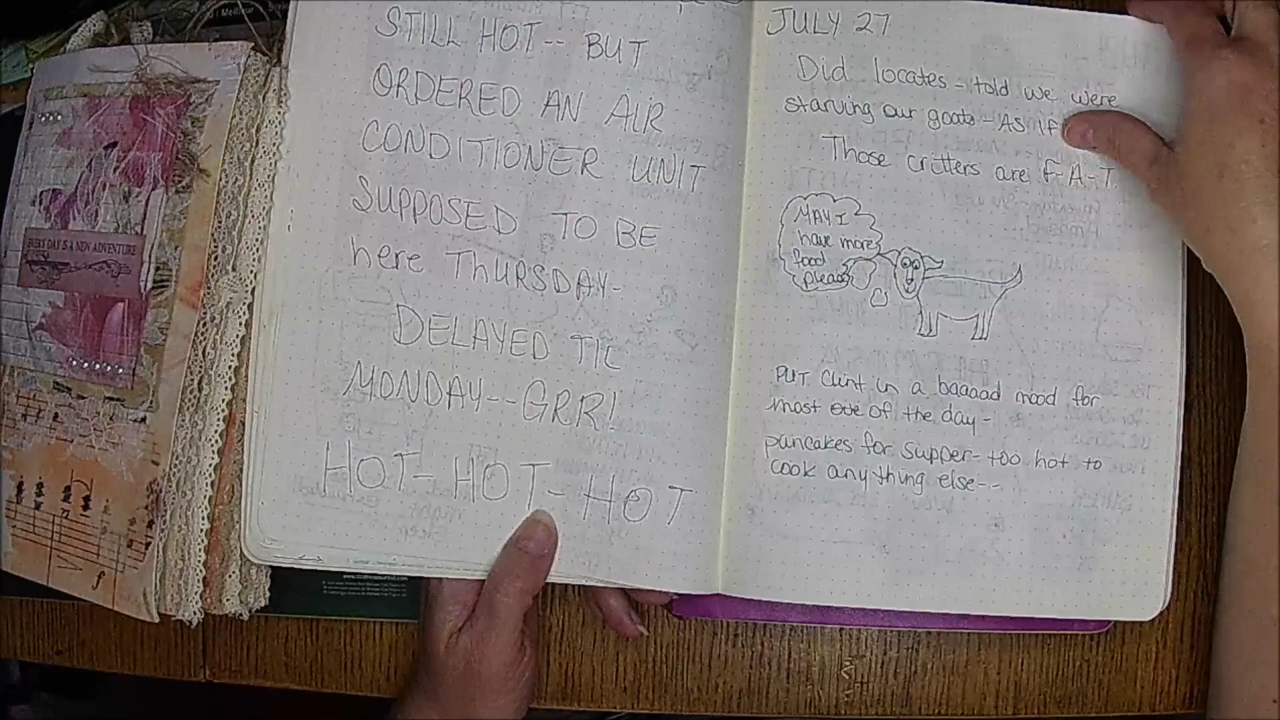 STILL HOT-- BUT
ORDERED AN AIR
CONDITIONER UNIT
SUPPOSED TO BE
here THURSDAY-
DELAYED TIL
MONDAY--GRR!
HOT-HOT-HOT
JULY 27
Did locates - told we were
starving our goats - As if
Those critters are F-A-T.
MAY I
have more
food
please?
PUT Clint in a baaaad mood for
most of the day-
pancakes for supper - too hot to
cook anything else--
EVERY DAY IS A NEW ADVENTURE